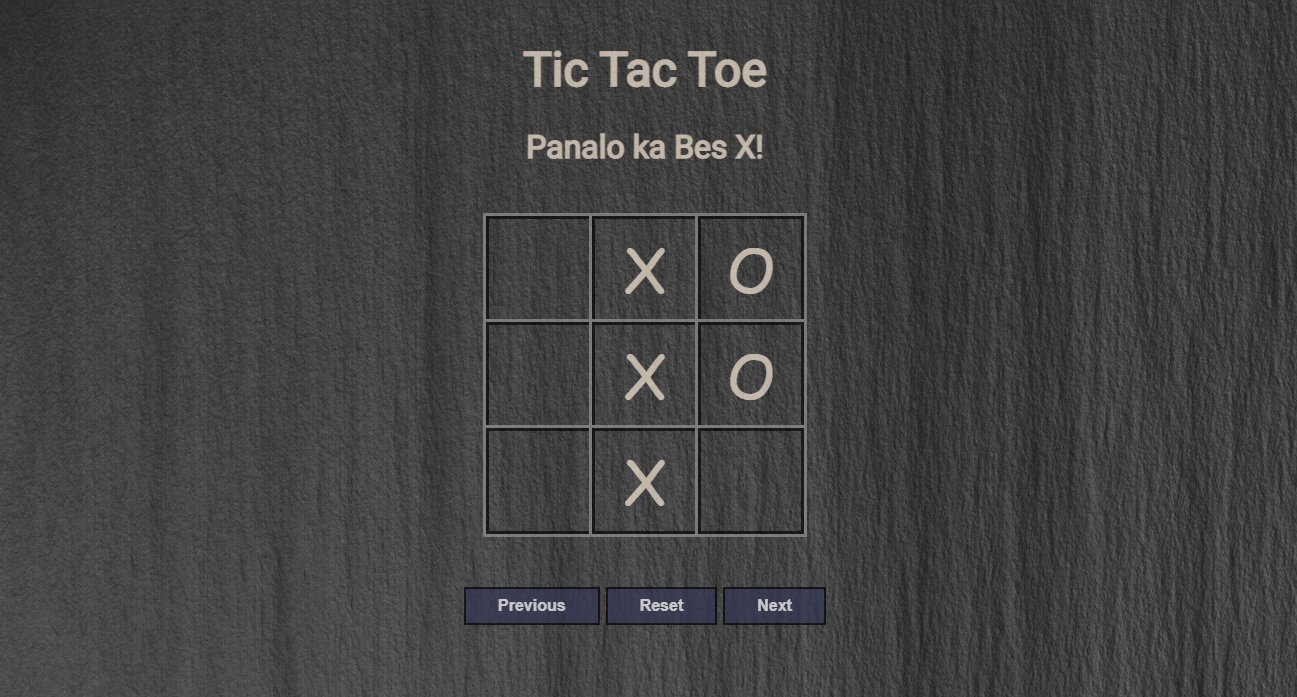 Tic Tac Toe
Panalo ka Bes X!
X O
X O
X
Previous Reset Next